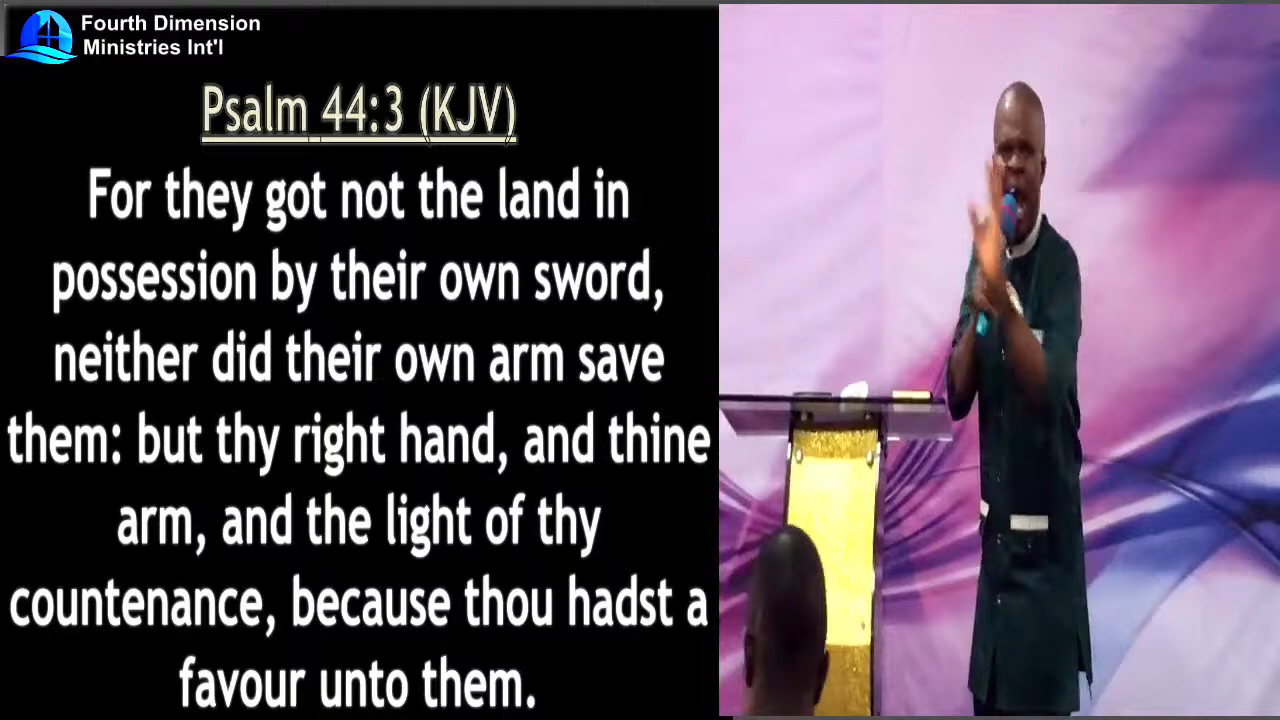 Fourth Dimension
Ministries Int'l
Psalm 44:3 (KJV)
For they got not the land in
possession by their own sword,
neither did their own arm save
them: but thy right hand, and thine
arm, and the light of thy
countenance, because thou hadst a
favour unto them.